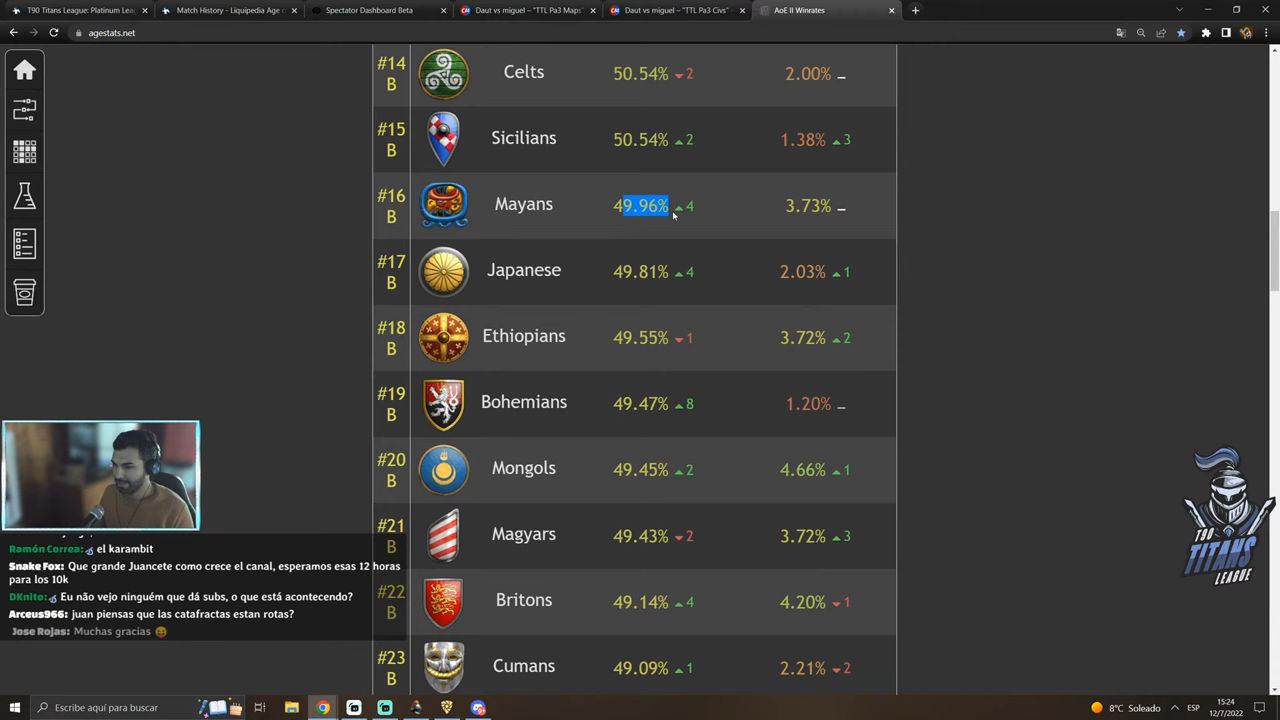 T90 Titans League: Platinum Lea
Match History - Liquipedia Age o
Spectator Dashboard Beta
Daut vs miguel – "TTL Pa3 Maps"
Daut vs miguel – "TTL Pa3 Civs"
AoE II Winrates
agestats.net
#14 B Celts 50.54% 2 2.00% –
#15 B Sicilians 50.54% 2 1.38% 3
#16 B Mayans 49.96% 4 3.73% –
#17 B Japanese 49.81% 4 2.03% 1
#18 B Ethiopians 49.55% 1 3.72% 2
#19 B Bohemians 49.47% 8 1.20% –
#20 B Mongols 49.45% 2 4.66% 1
#21 B Magyars 49.43% 2 3.72% 3
#22 B Britons 49.14% 4 4.20% 1
#23 B Cumans 49.09% 1 2.21% 2
Ramón Correa: el karambit
Snake Fox: Que grande Juancete como crece el canal, esperamos esas 12 horas
para los 10k
DKnito: Eu não vejo ninguém que dá subs, o que está acontecendo?
Arceus966: juan piensas que las catafractas estan rotas?
Jose Rojas: Muchas gracias
T90
TITANS
LEAGUE
Escribe aquí para buscar
8°C Soleado
ESP
15:24
12/7/2022